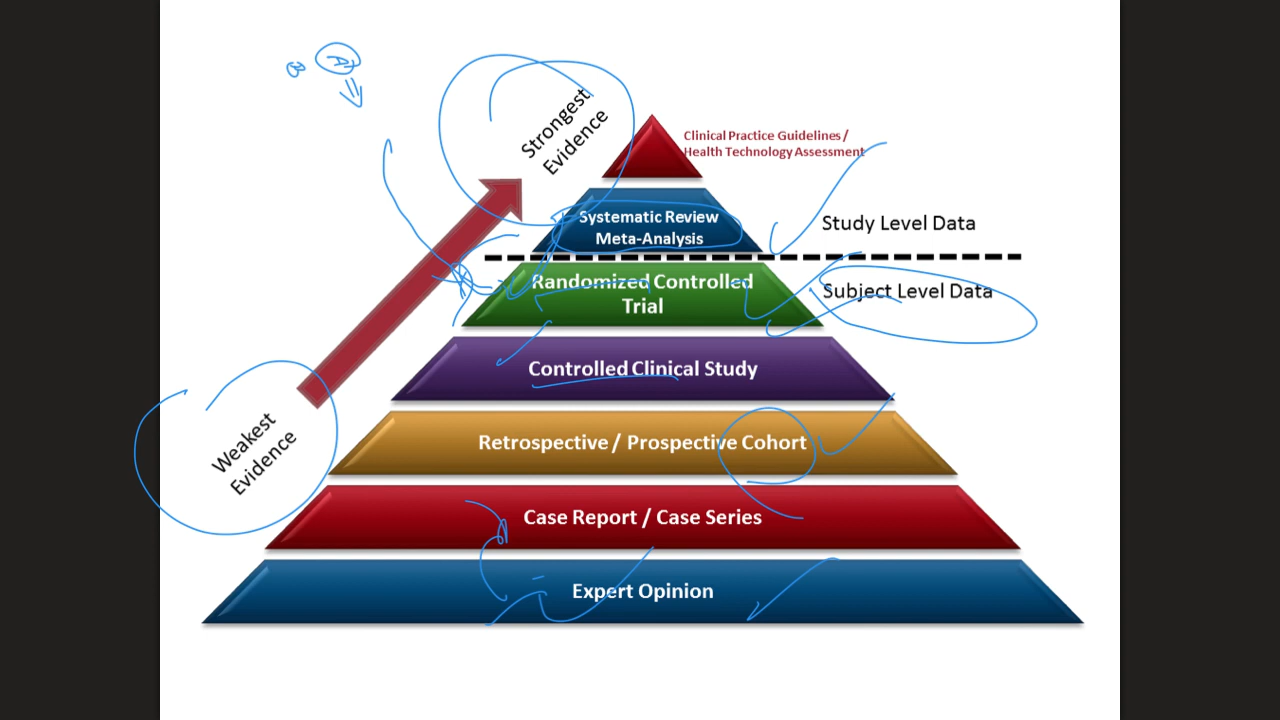 Strongest
Evidence
Clinical Practice Guidelines /
Health Technology Assessment
Systematic Review
Meta-Analysis
Study Level Data
Randomized Controlled
Trial
Subject Level Data
Controlled Clinical Study
Weakest
Evidence
Retrospective / Prospective Cohort
Case Report / Case Series
Expert Opinion